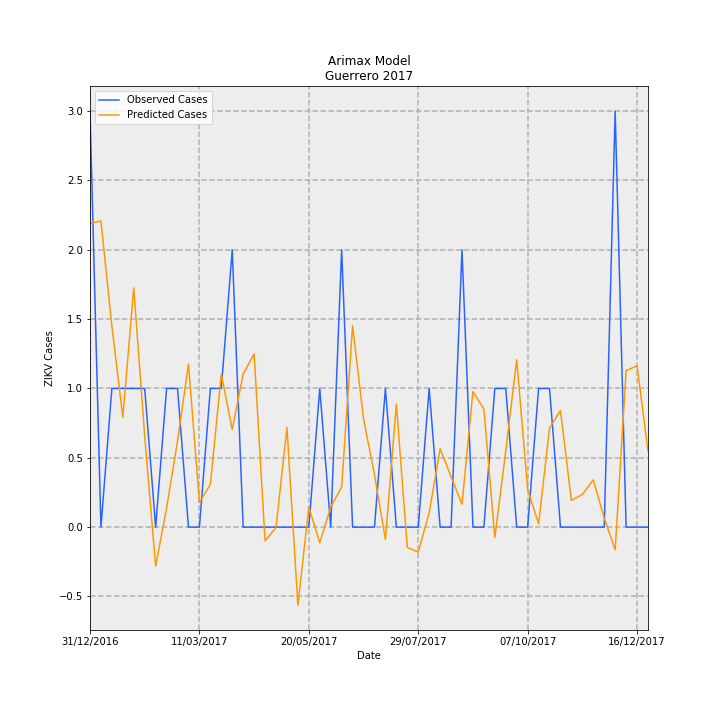 Arimax Model
Guerrero 2017
Observed Cases
Predicted Cases
3.0
2.5
2.0
1.5
1.0
0.5
0.0
−0.5
ZIKV Cases
31/12/2016 11/03/2017 20/05/2017 29/07/2017 07/10/2017 16/12/2017
Date